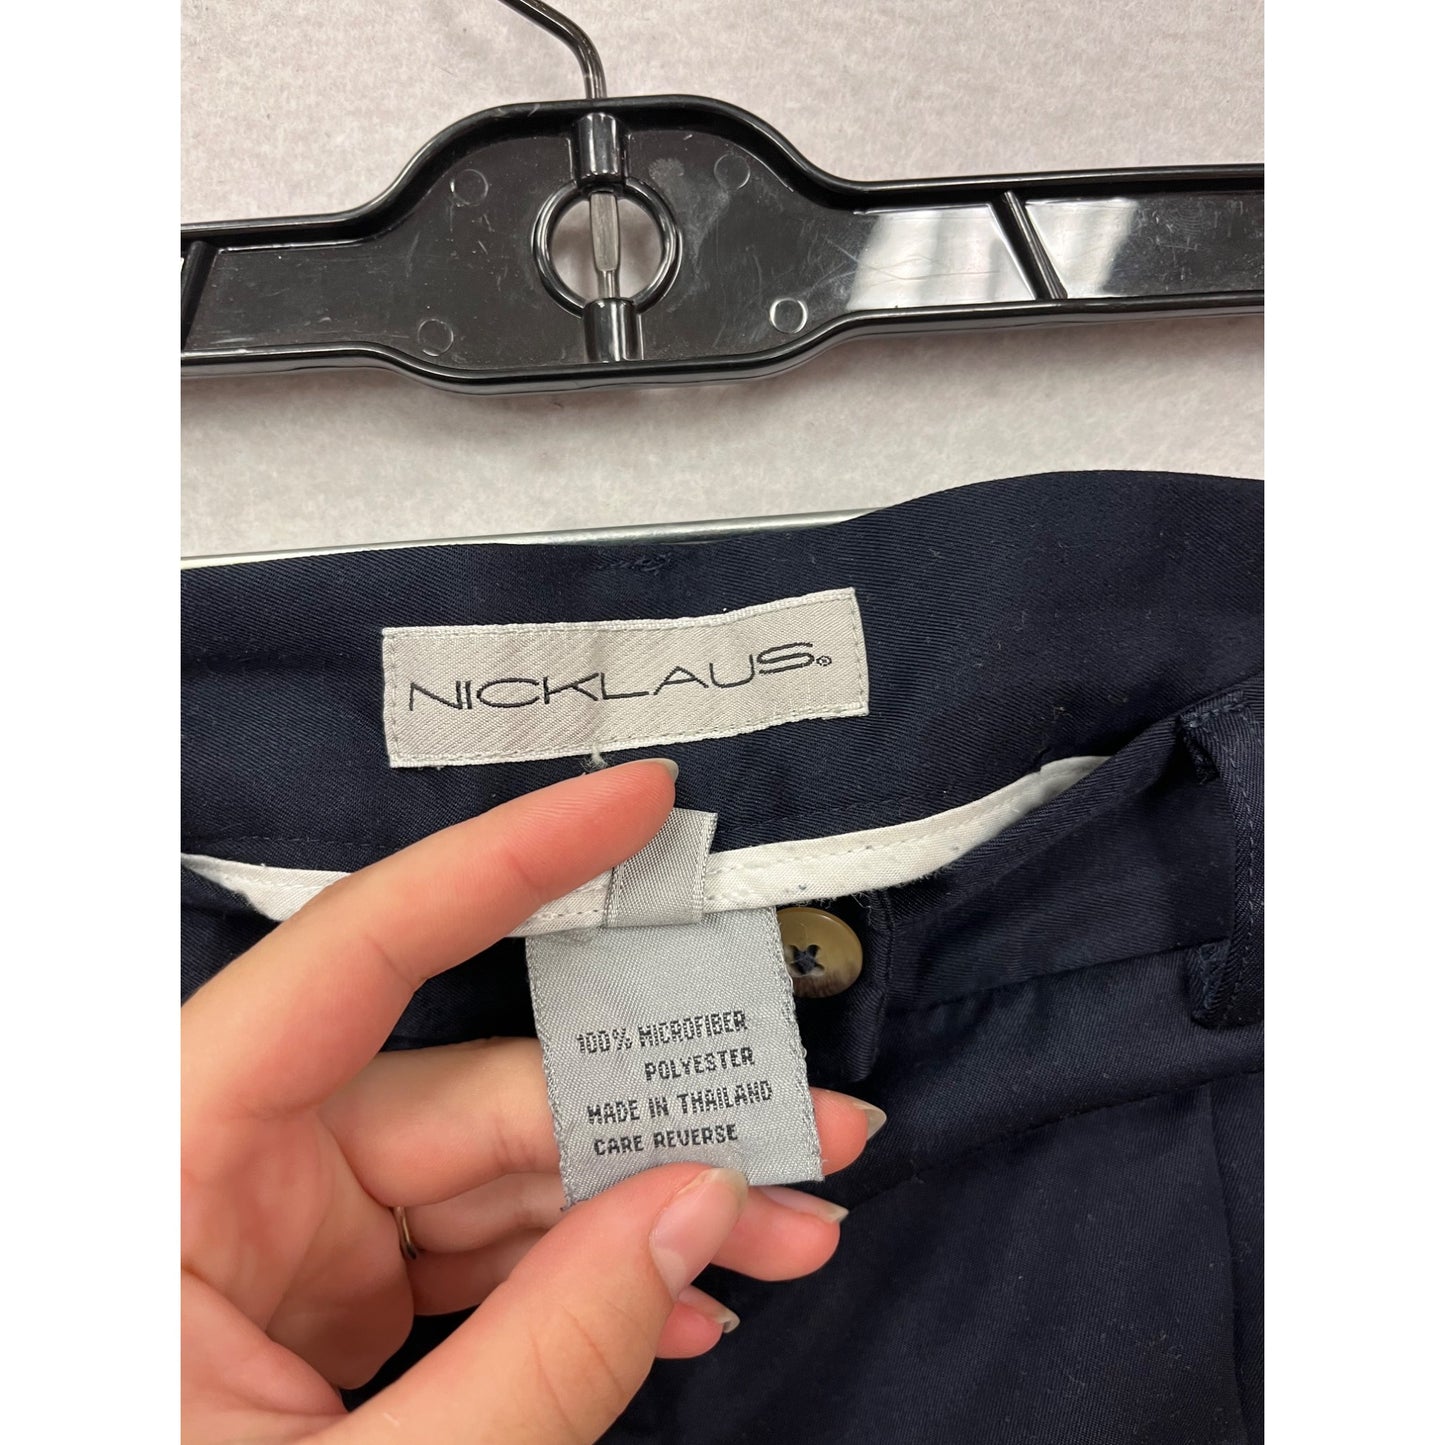 NICKLAUS®
100% MICROFIBER
POLYESTER
MADE IN THAILAND
CARE REVERSE